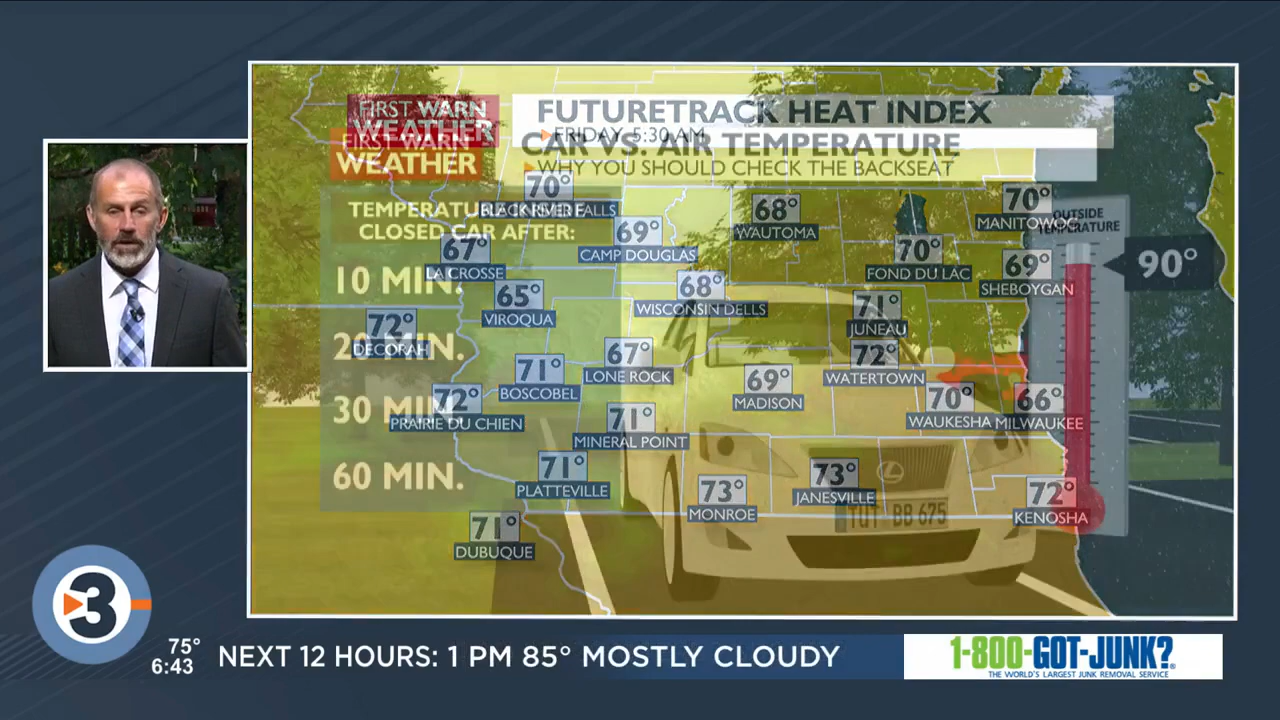 FIRST WARN
WEATHER
FUTURETRACK HEAT INDEX
FRIDAY, 5:30 AM
FIRST WARN
WEATHER
CAR VS. AIR TEMPERATURE
WHY YOU SHOULD CHECK THE BACKSEAT
TEMPERATURE
CLOSED CAR AFTER:
10 MIN.
20 MIN.
30 MIN.
60 MIN.
OUTSIDE
TEMPERATURE
90°
70°
BLACK RIVER FALLS
69°
CAMP DOUGLAS
68°
WAUTOMA
70°
MANITOWOC
67°
LA CROSSE
70°
FOND DU LAC
69°
SHEBOYGAN
65°
VIROQUA
68°
WISCONSIN DELLS
71°
JUNEAU
72°
DECORAH
71°
BOSCOBEL
67°
LONE ROCK
69°
MADISON
72°
WATERTOWN
72°
PRAIRIE DU CHIEN
71°
MINERAL POINT
70°
WAUKESHA
66°
MILWAUKEE
71°
PLATTEVILLE
73°
MONROE
73°
JANESVILLE
72°
KENOSHA
71°
DUBUQUE
TUT BB 675
3
75°
6:43
NEXT 12 HOURS: 1 PM 85° MOSTLY CLOUDY
1-800-GOT-JUNK?
THE WORLD'S LARGEST JUNK REMOVAL SERVICE